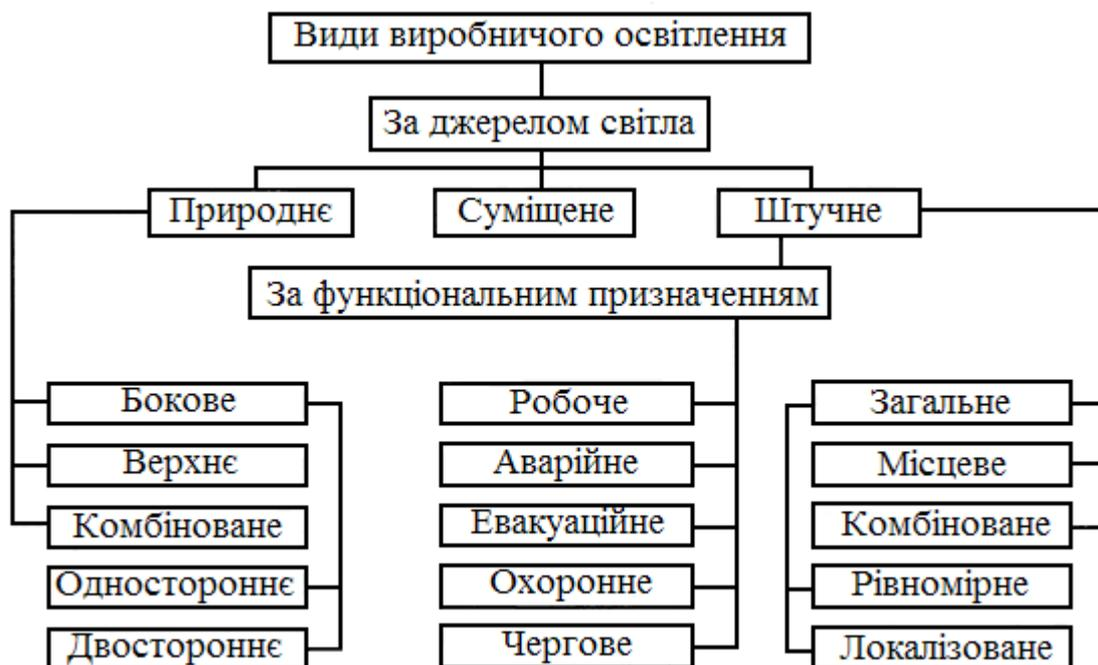 Види виробничого освітлення
За джерелом світла
Природнє
Суміщене
Штучне
За функціональним призначенням
Бокове
Верхнє
Комбіноване
Одностороннє
Двостороннє
Робоче
Аварійне
Евакуаційне
Охоронне
Чергове
Загальне
Місцеве
Комбіноване
Рівномірне
Локалізоване